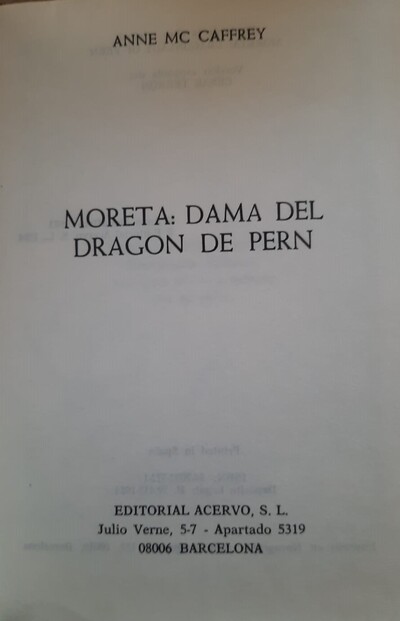 ANNE MC CAFFREY
MORETA: DAMA DEL
DRAGON DE PERN
EDITORIAL ACERVO, S. L.
Julio Verne, 5-7 - Apartado 5319
08006 BARCELONA